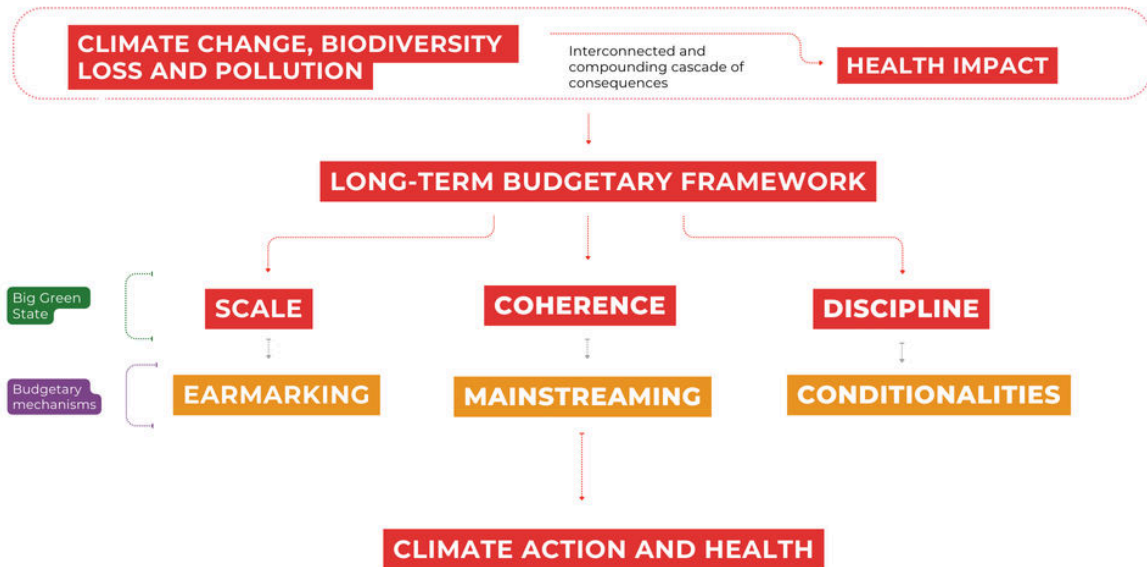 CLIMATE CHANGE, BIODIVERSITY
LOSS AND POLLUTION
Interconnected and
compounding cascade of
consequences
HEALTH IMPACT
LONG-TERM BUDGETARY FRAMEWORK
Big Green
State
SCALE
COHERENCE
DISCIPLINE
Budgetary
mechanisms
EARMARKING
MAINSTREAMING
CONDITIONALITIES
CLIMATE ACTION AND HEALTH